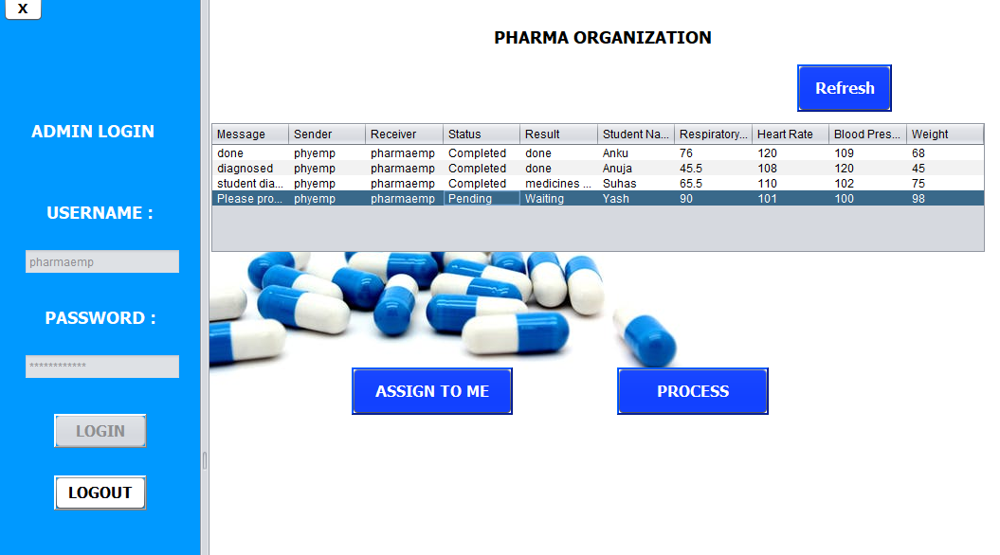 X
ADMIN LOGIN
USERNAME :
pharmaemp
PASSWORD :
************
LOGIN
LOGOUT
PHARMA ORGANIZATION
Refresh
Message Sender Receiver Status Result Student Na... Respiratory... Heart Rate Blood Pres... Weight
done phyemp pharmaemp Completed done Anku 76 120 109 68
diagnosed phyemp pharmaemp Completed done Anuja 45.5 108 120 45
student dia... phyemp pharmaemp Completed medicines ... Suhas 65.5 110 102 75
Please pro... phyemp pharmaemp Pending Waiting Yash 90 101 100 98
ASSIGN TO ME
PROCESS